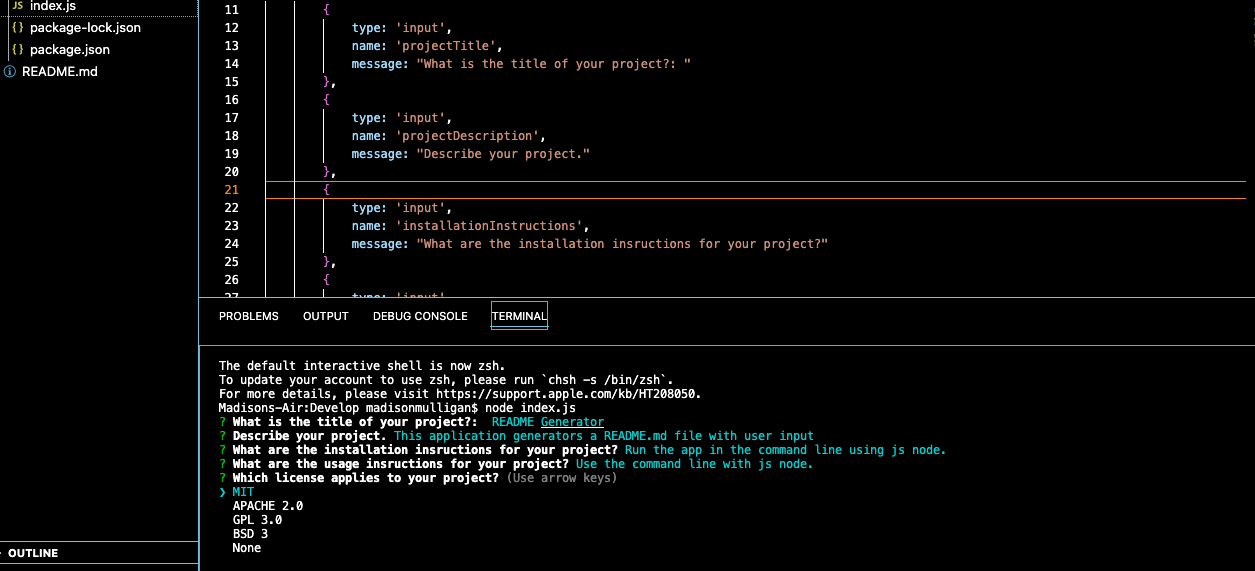 JS index.js
{} package-lock.json
{} package.json
README.md
OUTLINE
11 {
12 type: 'input',
13 name: 'projectTitle',
14 message: "What is the title of your project?: "
15 },
16 {
17 type: 'input',
18 name: 'projectDescription',
19 message: "Describe your project."
20 },
21 {
22 type: 'input',
23 name: 'installationInstructions',
24 message: "What are the installation insructions for your project?"
25 },
26 {
27 type: 'input',
PROBLEMS OUTPUT DEBUG CONSOLE TERMINAL
The default interactive shell is now zsh.
To update your account to use zsh, please run `chsh -s /bin/zsh`.
For more details, please visit https://support.apple.com/kb/HT208050.
Madisons-Air:Develop madisonmulligan$ node index.js
? What is the title of your project?:  README Generator
? Describe your project. This application generators a README.md file with user input
? What are the installation insructions for your project? Run the app in the command line using js node.
? What are the usage insructions for your project? Use the command line with js node.
? Which license applies to your project? (Use arrow keys)
❯ MIT
APACHE 2.0
GPL 3.0
BSD 3
None